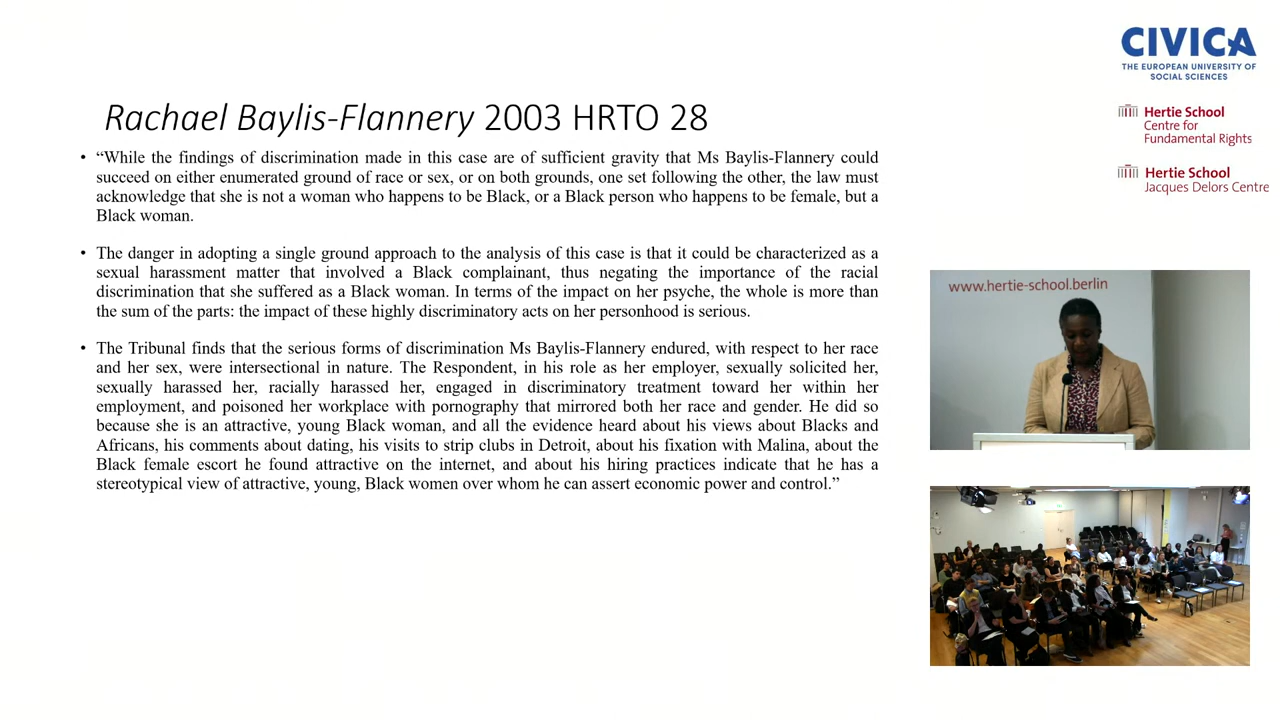 CIVICA
THE EUROPEAN UNIVERSITY OF
SOCIAL SCIENCES
Hertie School
Centre for
Fundamental Rights
Hertie School
Jacques Delors Centre
Rachael Baylis-Flannery 2003 HRTO 28
• “While the findings of discrimination made in this case are of sufficient gravity that Ms Baylis-Flannery could
succeed on either enumerated ground of race or sex, or on both grounds, one set following the other, the law must
acknowledge that she is not a woman who happens to be Black, or a Black person who happens to be female, but a
Black woman.
• The danger in adopting a single ground approach to the analysis of this case is that it could be characterized as a
sexual harassment matter that involved a Black complainant, thus negating the importance of the racial
discrimination that she suffered as a Black woman. In terms of the impact on her psyche, the whole is more than
the sum of the parts: the impact of these highly discriminatory acts on her personhood is serious.
• The Tribunal finds that the serious forms of discrimination Ms Baylis-Flannery endured, with respect to her race
and her sex, were intersectional in nature. The Respondent, in his role as her employer, sexually solicited her,
sexually harassed her, racially harassed her, engaged in discriminatory treatment toward her within her
employment, and poisoned her workplace with pornography that mirrored both her race and gender. He did so
because she is an attractive, young Black woman, and all the evidence heard about his views about Blacks and
Africans, his comments about dating, his visits to strip clubs in Detroit, about his fixation with Malina, about the
Black female escort he found attractive on the internet, and about his hiring practices indicate that he has a
stereotypical view of attractive, young, Black women over whom he can assert economic power and control.”
www.hertie-school.berlin